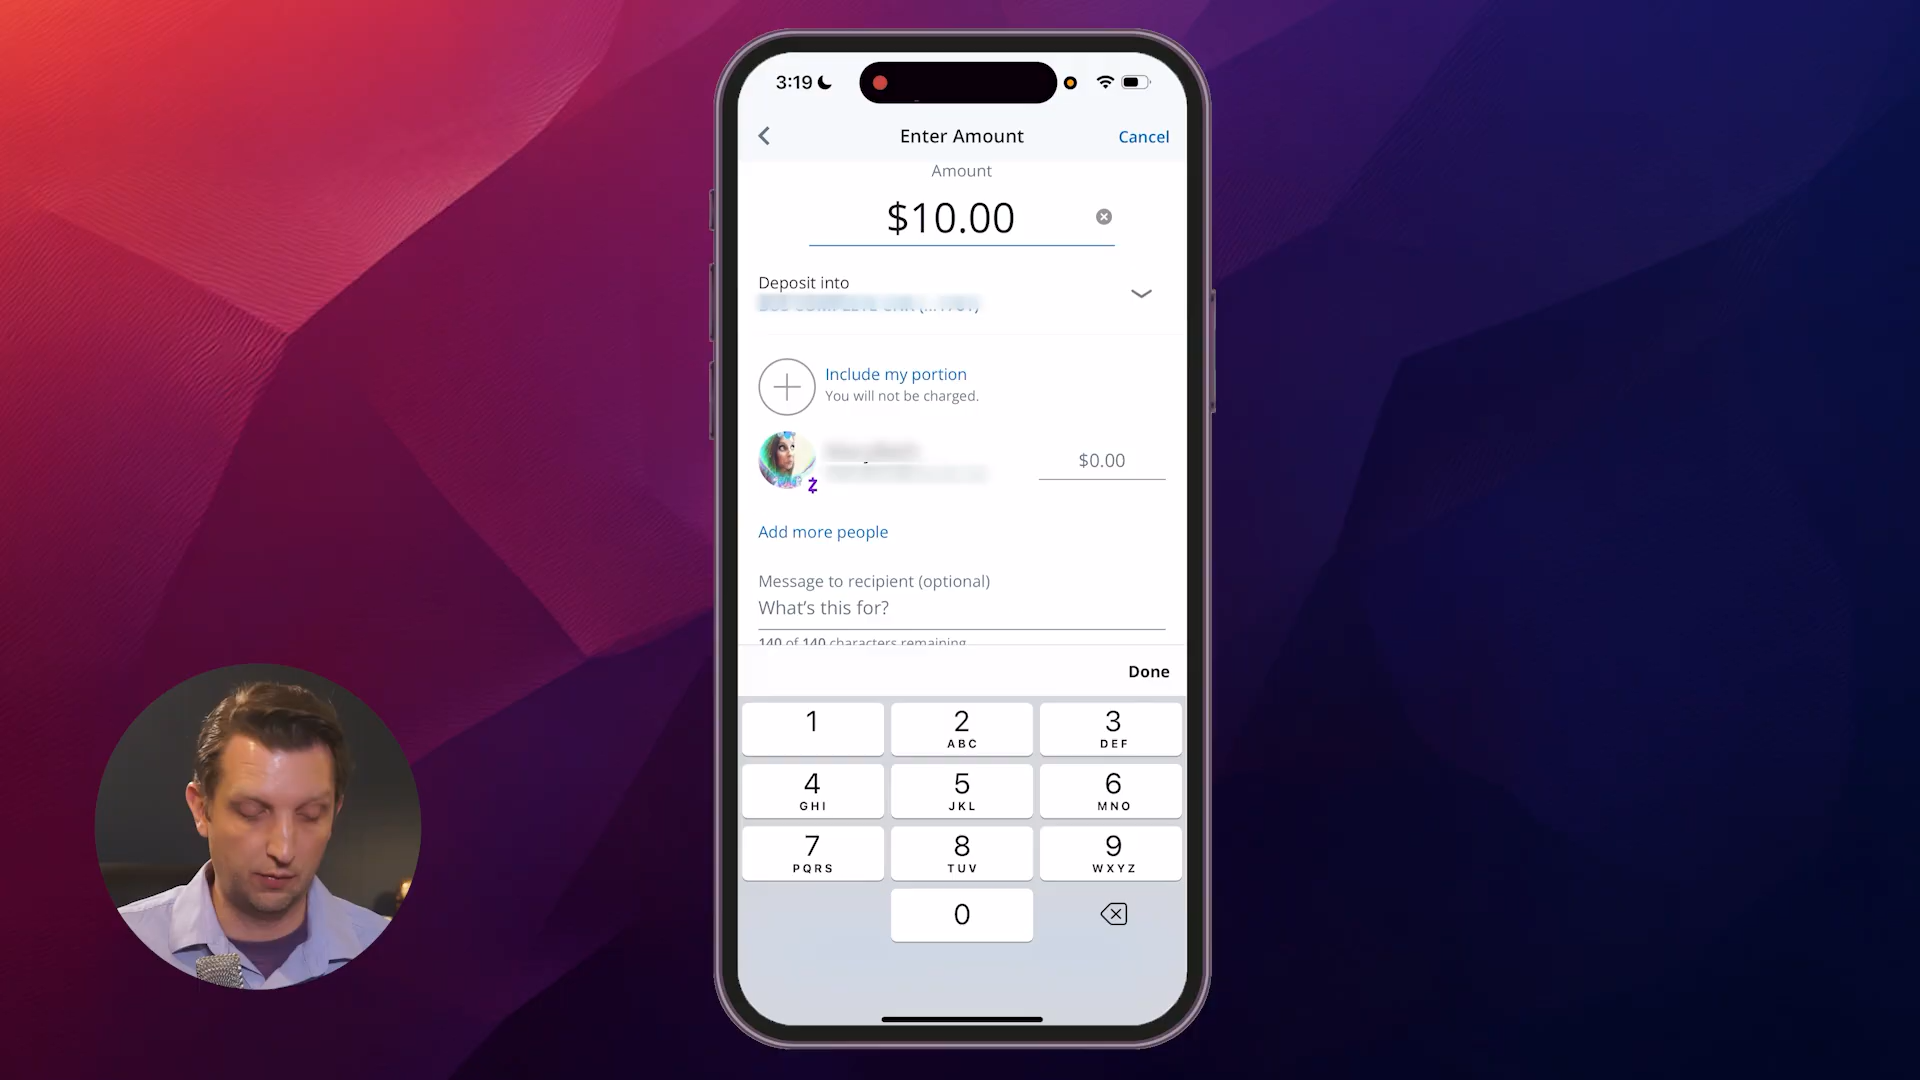 3:19
Enter Amount
Cancel
Amount
$10.00
Deposit into
Include my portion
You will not be charged.
$0.00
Add more people
Message to recipient (optional)
What's this for?
140 of 140 characters remaining
Done
1
2
ABC
3
DEF
4
GHI
5
JKL
6
MNO
7
PQRS
8
TUV
9
WXYZ
0